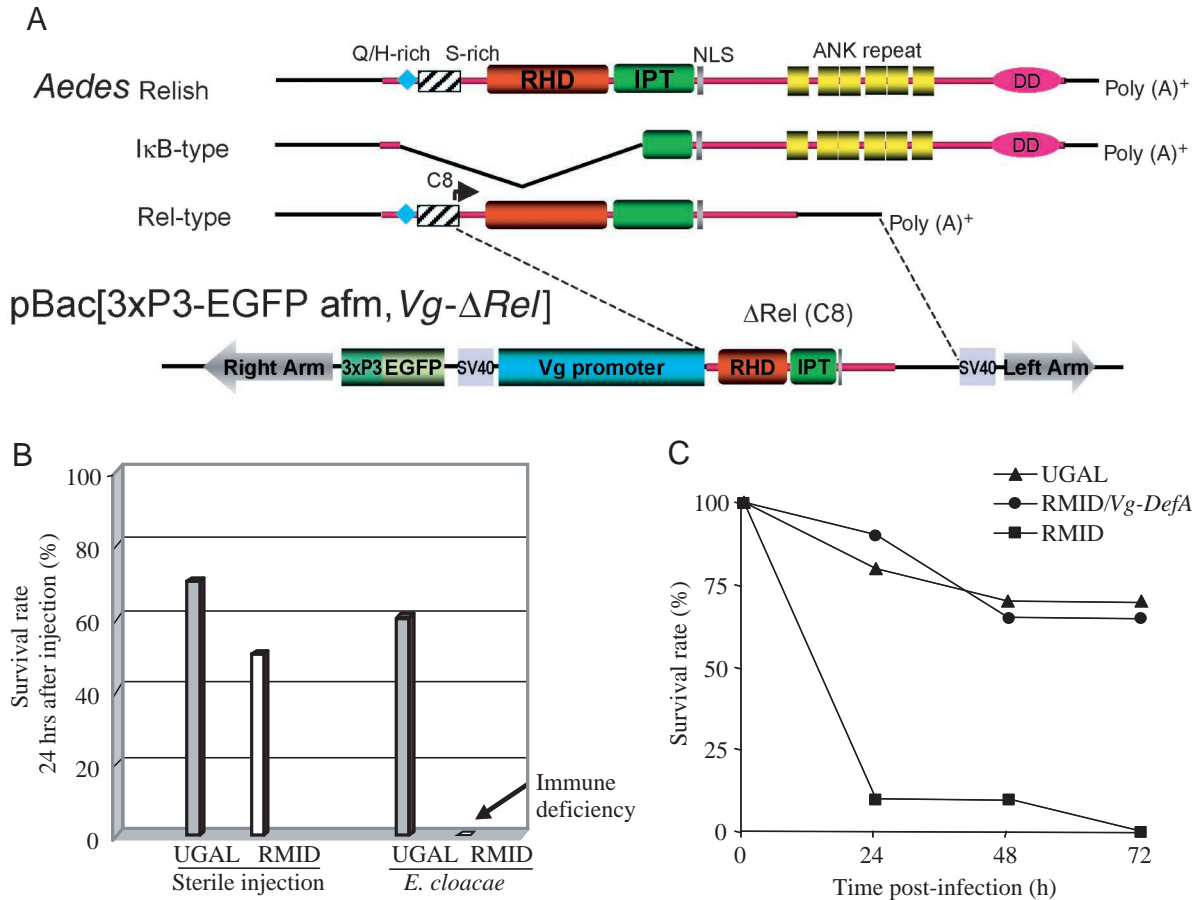 A
Q/H-rich S-rich NLS ANK repeat
Aedes Relish RHD IPT DD Poly (A)+
IκB-type DD Poly (A)+
C8
Rel-type Poly (A)+
pBac[3xP3-EGFP afm, Vg-ΔRel] ΔRel (C8)
Right Arm 3xP3 EGFP SV40 Vg promoter RHD IPT SV40 Left Arm
B
Survival rate
24 hrs after injection (%)
100
80
60
40
20
0
Immune
deficiency
UGAL RMID UGAL RMID
Sterile injection E. cloacae
C
UGAL
RMID/Vg-DefA
RMID
Survival rate (%)
100
75
50
25
0
0 24 48 72
Time post-infection (h)